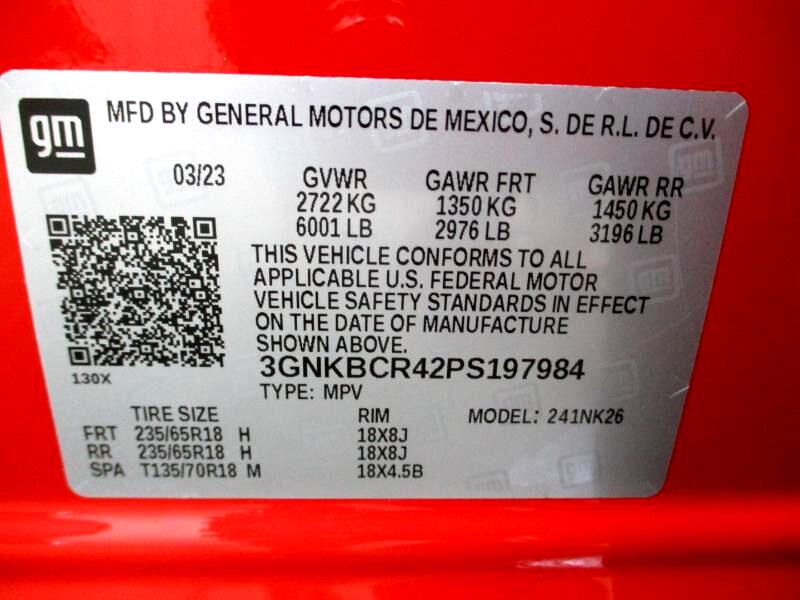 gm
MFD BY GENERAL MOTORS DE MEXICO, S. DE R.L. DE C.V.
03/23 GVWR GAWR FRT GAWR RR
2722 KG 1350 KG 1450 KG
6001 LB 2976 LB 3196 LB
THIS VEHICLE CONFORMS TO ALL
APPLICABLE U.S. FEDERAL MOTOR
VEHICLE SAFETY STANDARDS IN EFFECT
ON THE DATE OF MANUFACTURE
SHOWN ABOVE.
3GNKBCR42PS197984
130X
TYPE: MPV
TIRE SIZE RIM MODEL: 241NK26
FRT 235/65R18 H 18X8J
RR 235/65R18 H 18X8J
SPA T135/70R18 M 18X4.5B